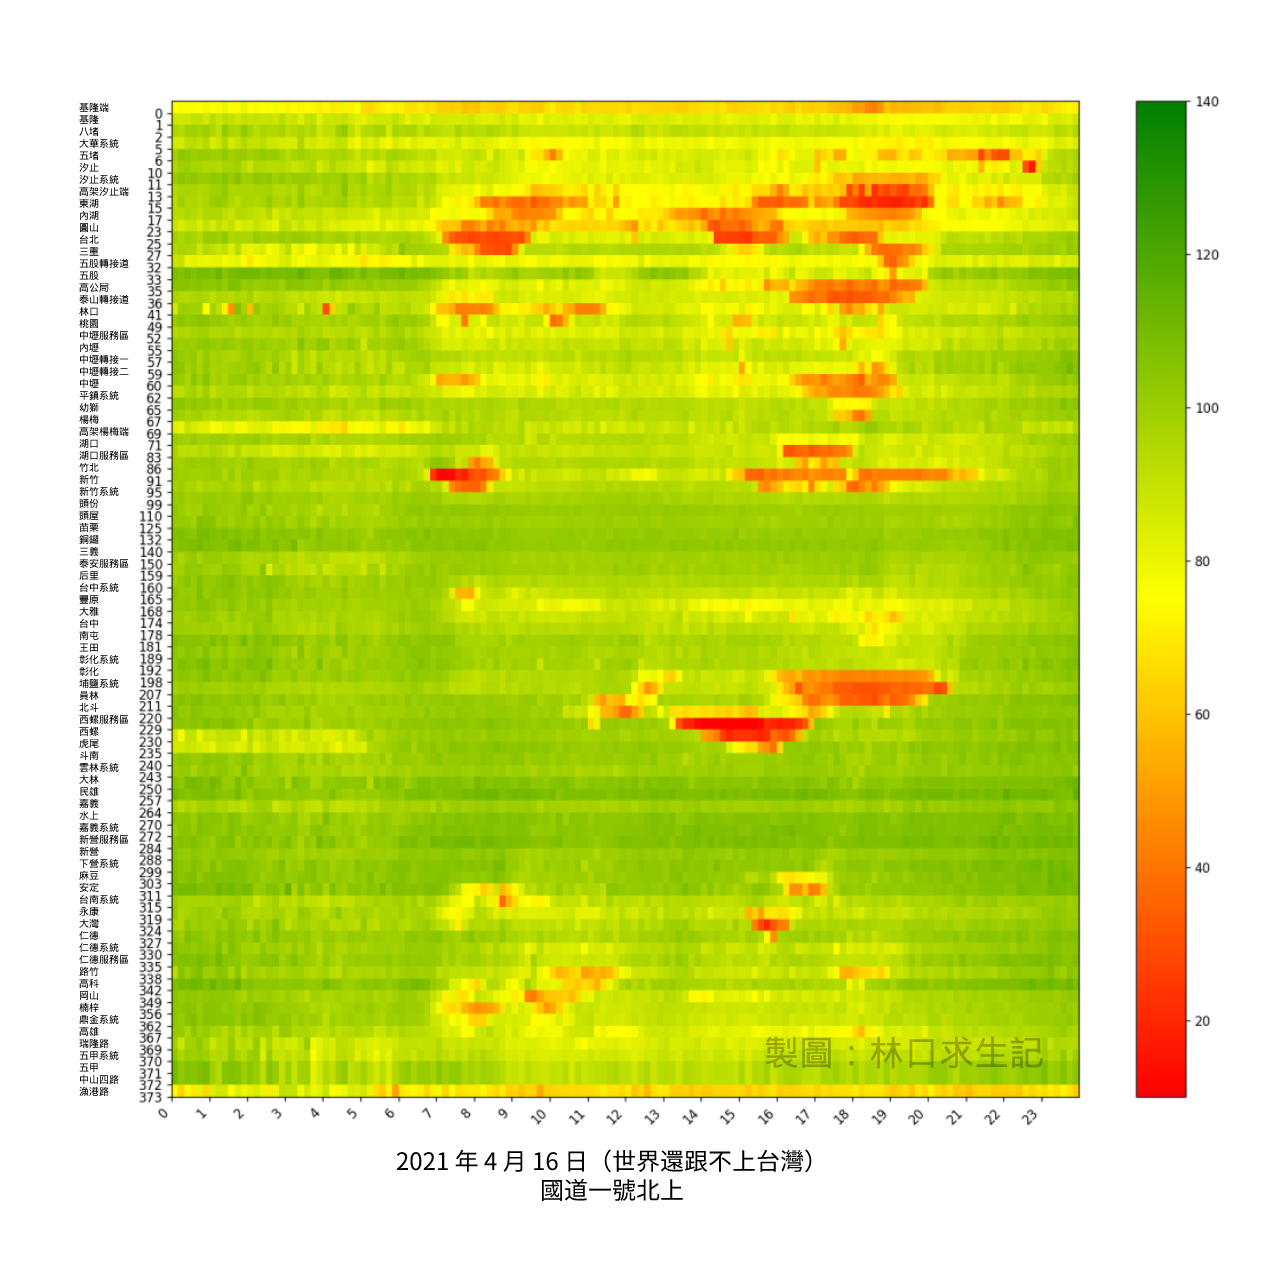 基隆端
基隆
八堵
大華系統
五堵
汐止
汐止系統
高架汐止端
東湖
內湖
圓山
台北
三重
五股轉接道
五股
高公局
泰山轉接道
林口
桃園
中壢服務區
內壢
中壢轉接一
中壢轉接二
中壢
平鎮系統
幼獅
楊梅
高架楊梅端
湖口
湖口服務區
竹北
新竹
新竹系統
頭份
頭屋
苗栗
銅鑼
三義
泰安服務區
后里
台中系統
豐原
大雅
台中
南屯
王田
彰化系統
彰化
埔鹽系統
員林
北斗
西螺服務區
西螺
虎尾
斗南
雲林系統
大林
民雄
嘉義
水上
嘉義系統
新營服務區
新營
下營系統
麻豆
安定
台南系統
永康
大灣
仁德
仁德系統
仁德服務區
路竹
高科
岡山
楠梓
鼎金系統
高雄
瑞隆路
五甲系統
五甲
中山四路
漁港路
0
1
2
5
6
10
11
13
15
17
23
25
27
32
33
35
36
41
49
52
55
57
59
60
62
65
67
69
71
83
86
91
95
99
110
125
132
140
150
159
160
165
168
174
178
181
189
192
198
207
211
220
229
230
235
240
243
250
257
264
270
272
284
288
299
303
311
315
319
324
327
330
335
338
342
349
356
362
367
369
370
371
372
373
0 1 2 3 4 5 6 7 8 9 10 11 12 13 14 15 16 17 18 19 20 21 22 23
140
120
100
80
60
40
20
製圖：林口求生記
2021 年 4 月 16 日（世界還跟不上台灣）
國道一號北上